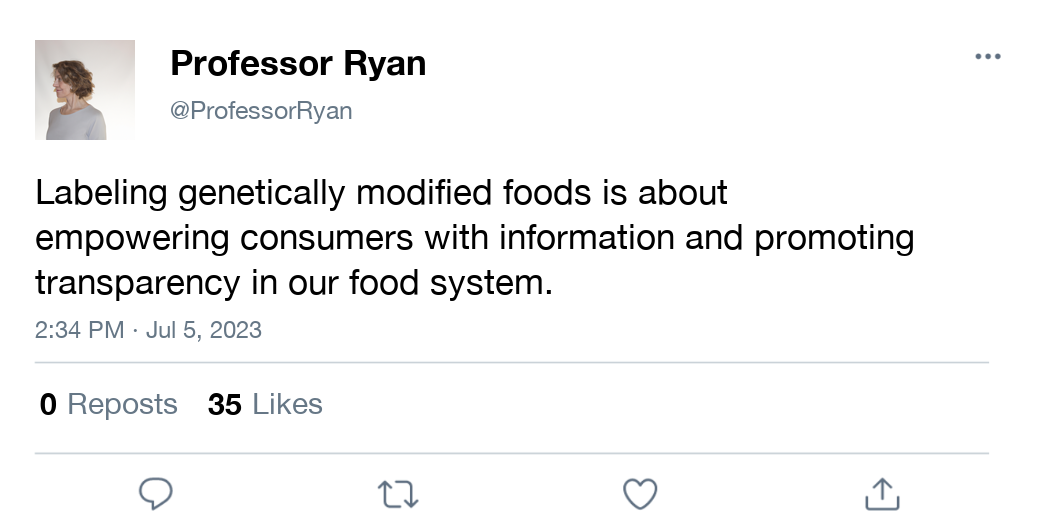 Professor Ryan
@ProfessorRyan
Labeling genetically modified foods is about
empowering consumers with information and promoting
transparency in our food system.
2:34 PM · Jul 5, 2023
0 Reposts 35 Likes